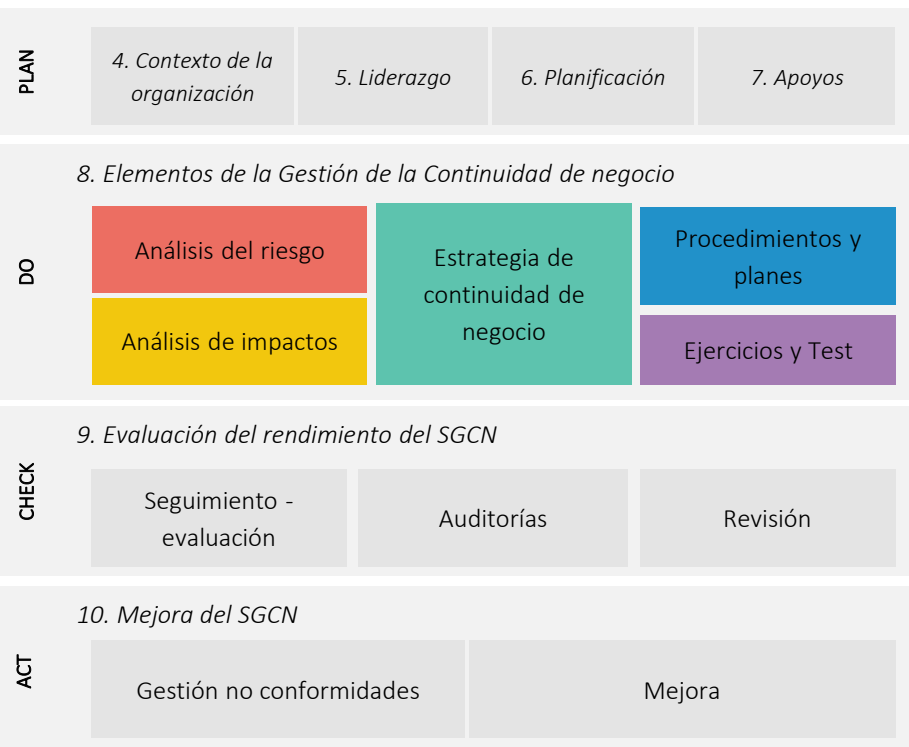 PLAN
4. Contexto de la
organización
5. Liderazgo
6. Planificación
7. Apoyos
DO
8. Elementos de la Gestión de la Continuidad de negocio
Análisis del riesgo
Análisis de impactos
Estrategia de
continuidad de
negocio
Procedimientos y
planes
Ejercicios y Test
CHECK
9. Evaluación del rendimiento del SGCN
Seguimiento -
evaluación
Auditorías
Revisión
ACT
10. Mejora del SGCN
Gestión no conformidades
Mejora